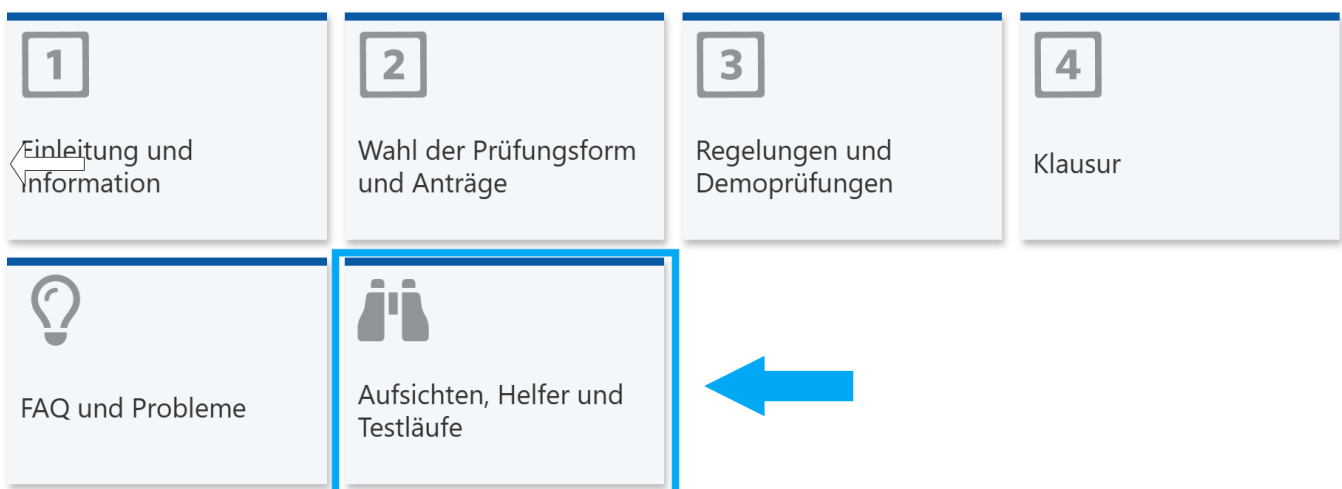 1
2
3
4
Einleitung und
Information
Wahl der Prüfungsform
und Anträge
Regelungen und
Demoprüfungen
Klausur
FAQ und Probleme
Aufsichten, Helfer und
Testläufe